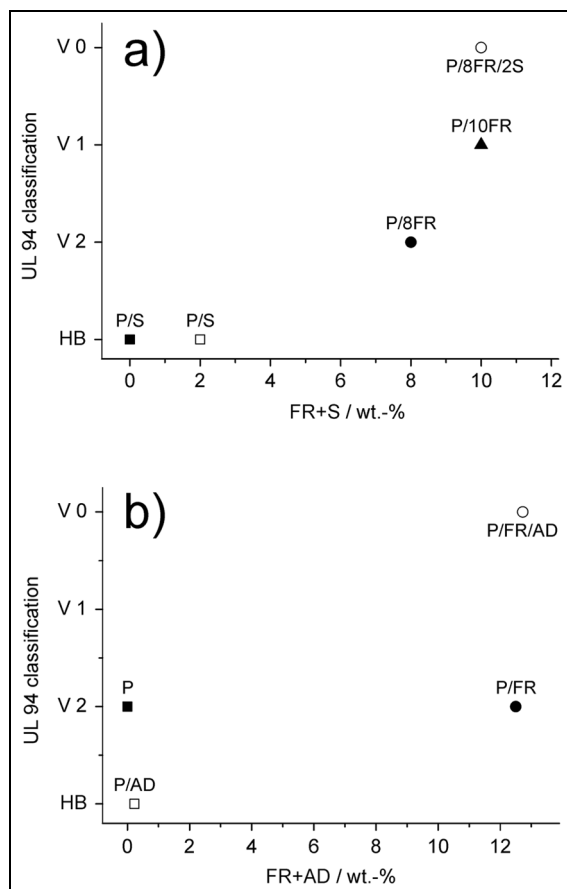 a)
V 0
V 1
V 2
HB
UL 94 classification
P/8FR/2S
P/10FR
P/8FR
P/S
P/S
0 2 4 6 8 10 12
FR+S / wt.-%
b)
V 0
V 1
V 2
HB
UL 94 classification
P/FR/AD
P
P/FR
P/AD
0 2 4 6 8 10 12
FR+AD / wt.-%